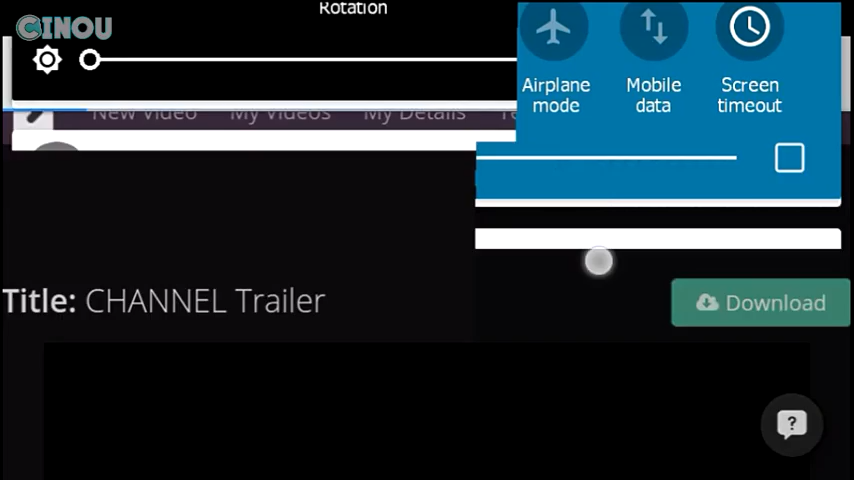 CINOU
Rotation
Airplane mode
Mobile data
Screen timeout
New Video My Videos My Details
Title: CHANNEL Trailer
Download